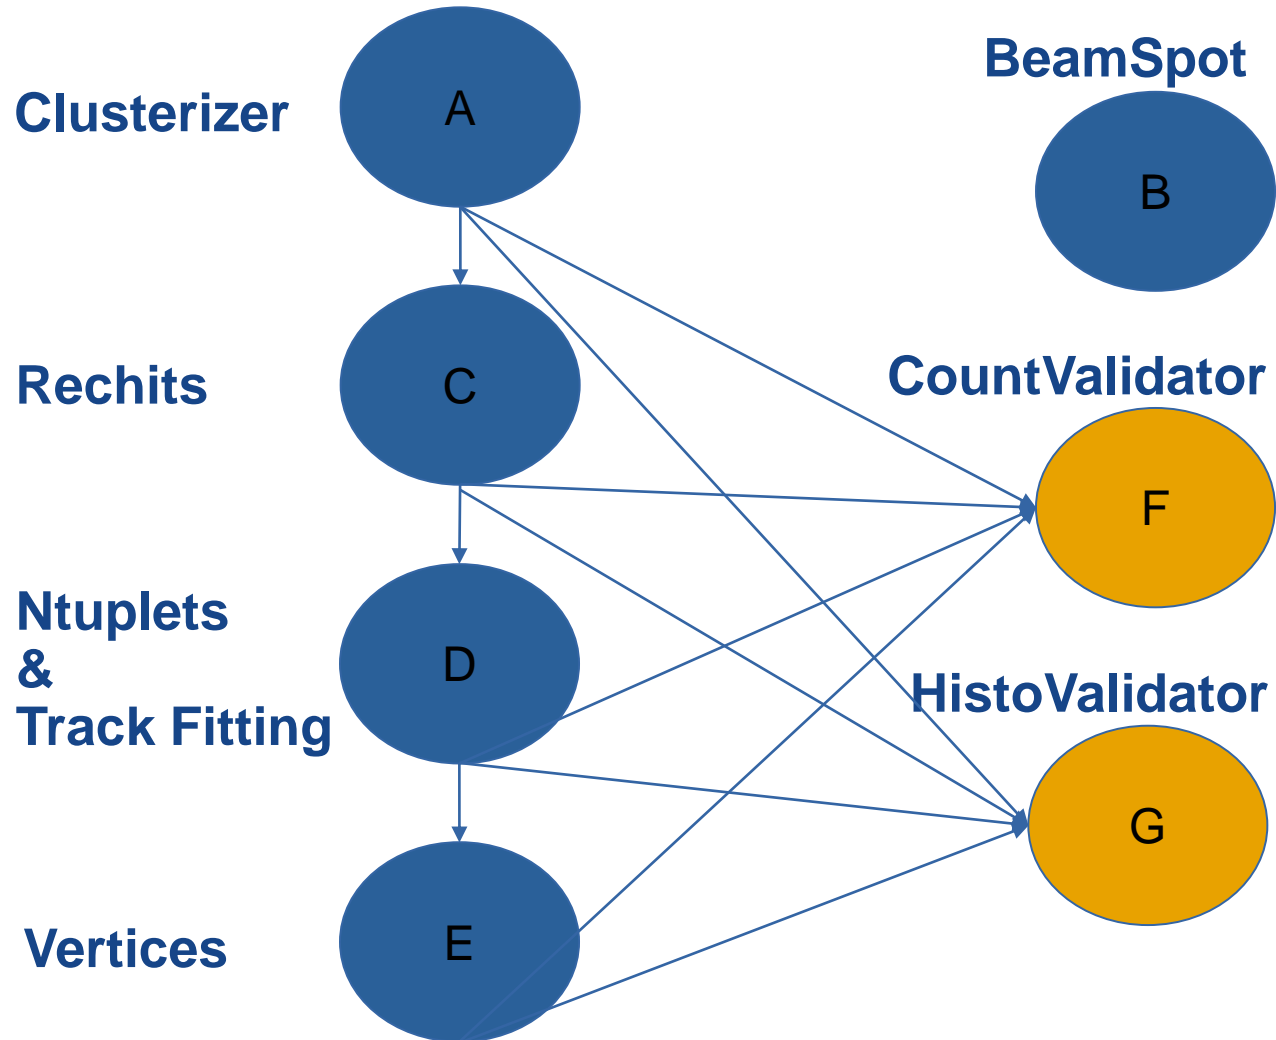 BeamSpot
Clusterizer
A
B
Rechits
C
CountValidator
F
Ntuplets
&
Track Fitting
D
HistoValidator
G
Vertices
E